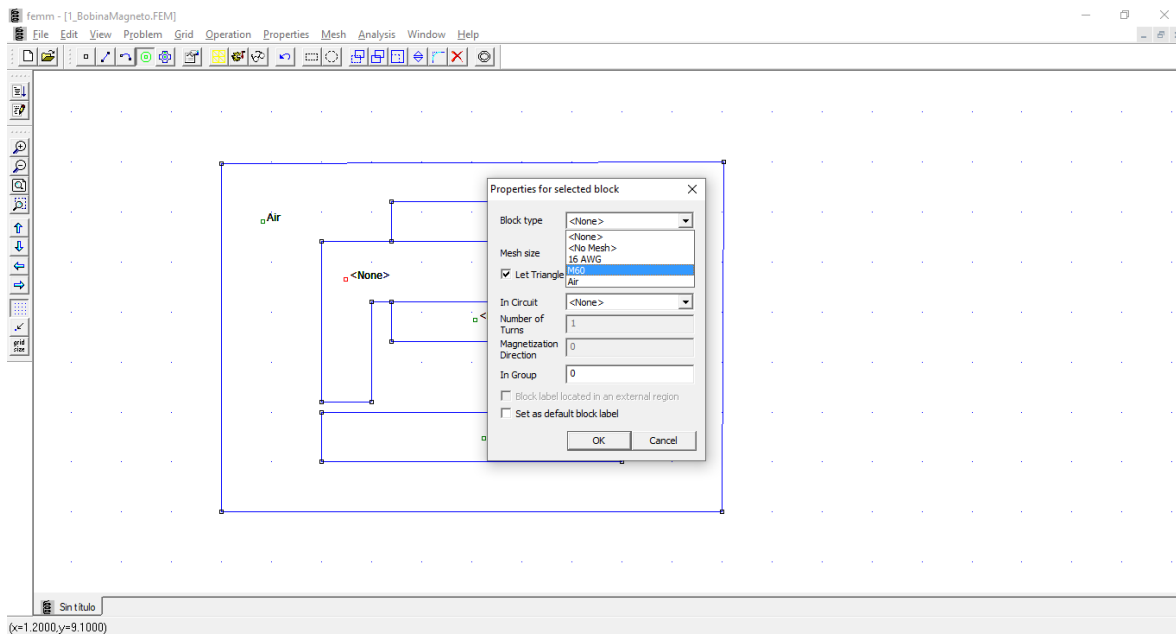 femm - [1_BobinaMagneto.FEM]
File Edit View Problem Grid Operation Properties Mesh Analysis Window Help
grid
size
Air
<None>
<
Properties for selected block
Block type <None>
<None>
<No Mesh>
16 AWG
M60
Air
Mesh size
Let Triangle
In Circuit <None>
Number of
Turns
1
Magnetization
Direction
0
In Group 0
Block label located in an external region
Set as default block label
OK Cancel
Sin título
(x=1.2000,y=9.1000)